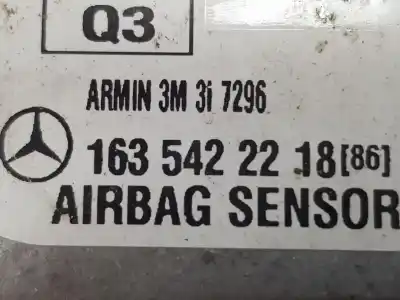 Q3
ARMIN 3M 3i 7296
163 542 22 18 [86]
AIRBAG SENSOR